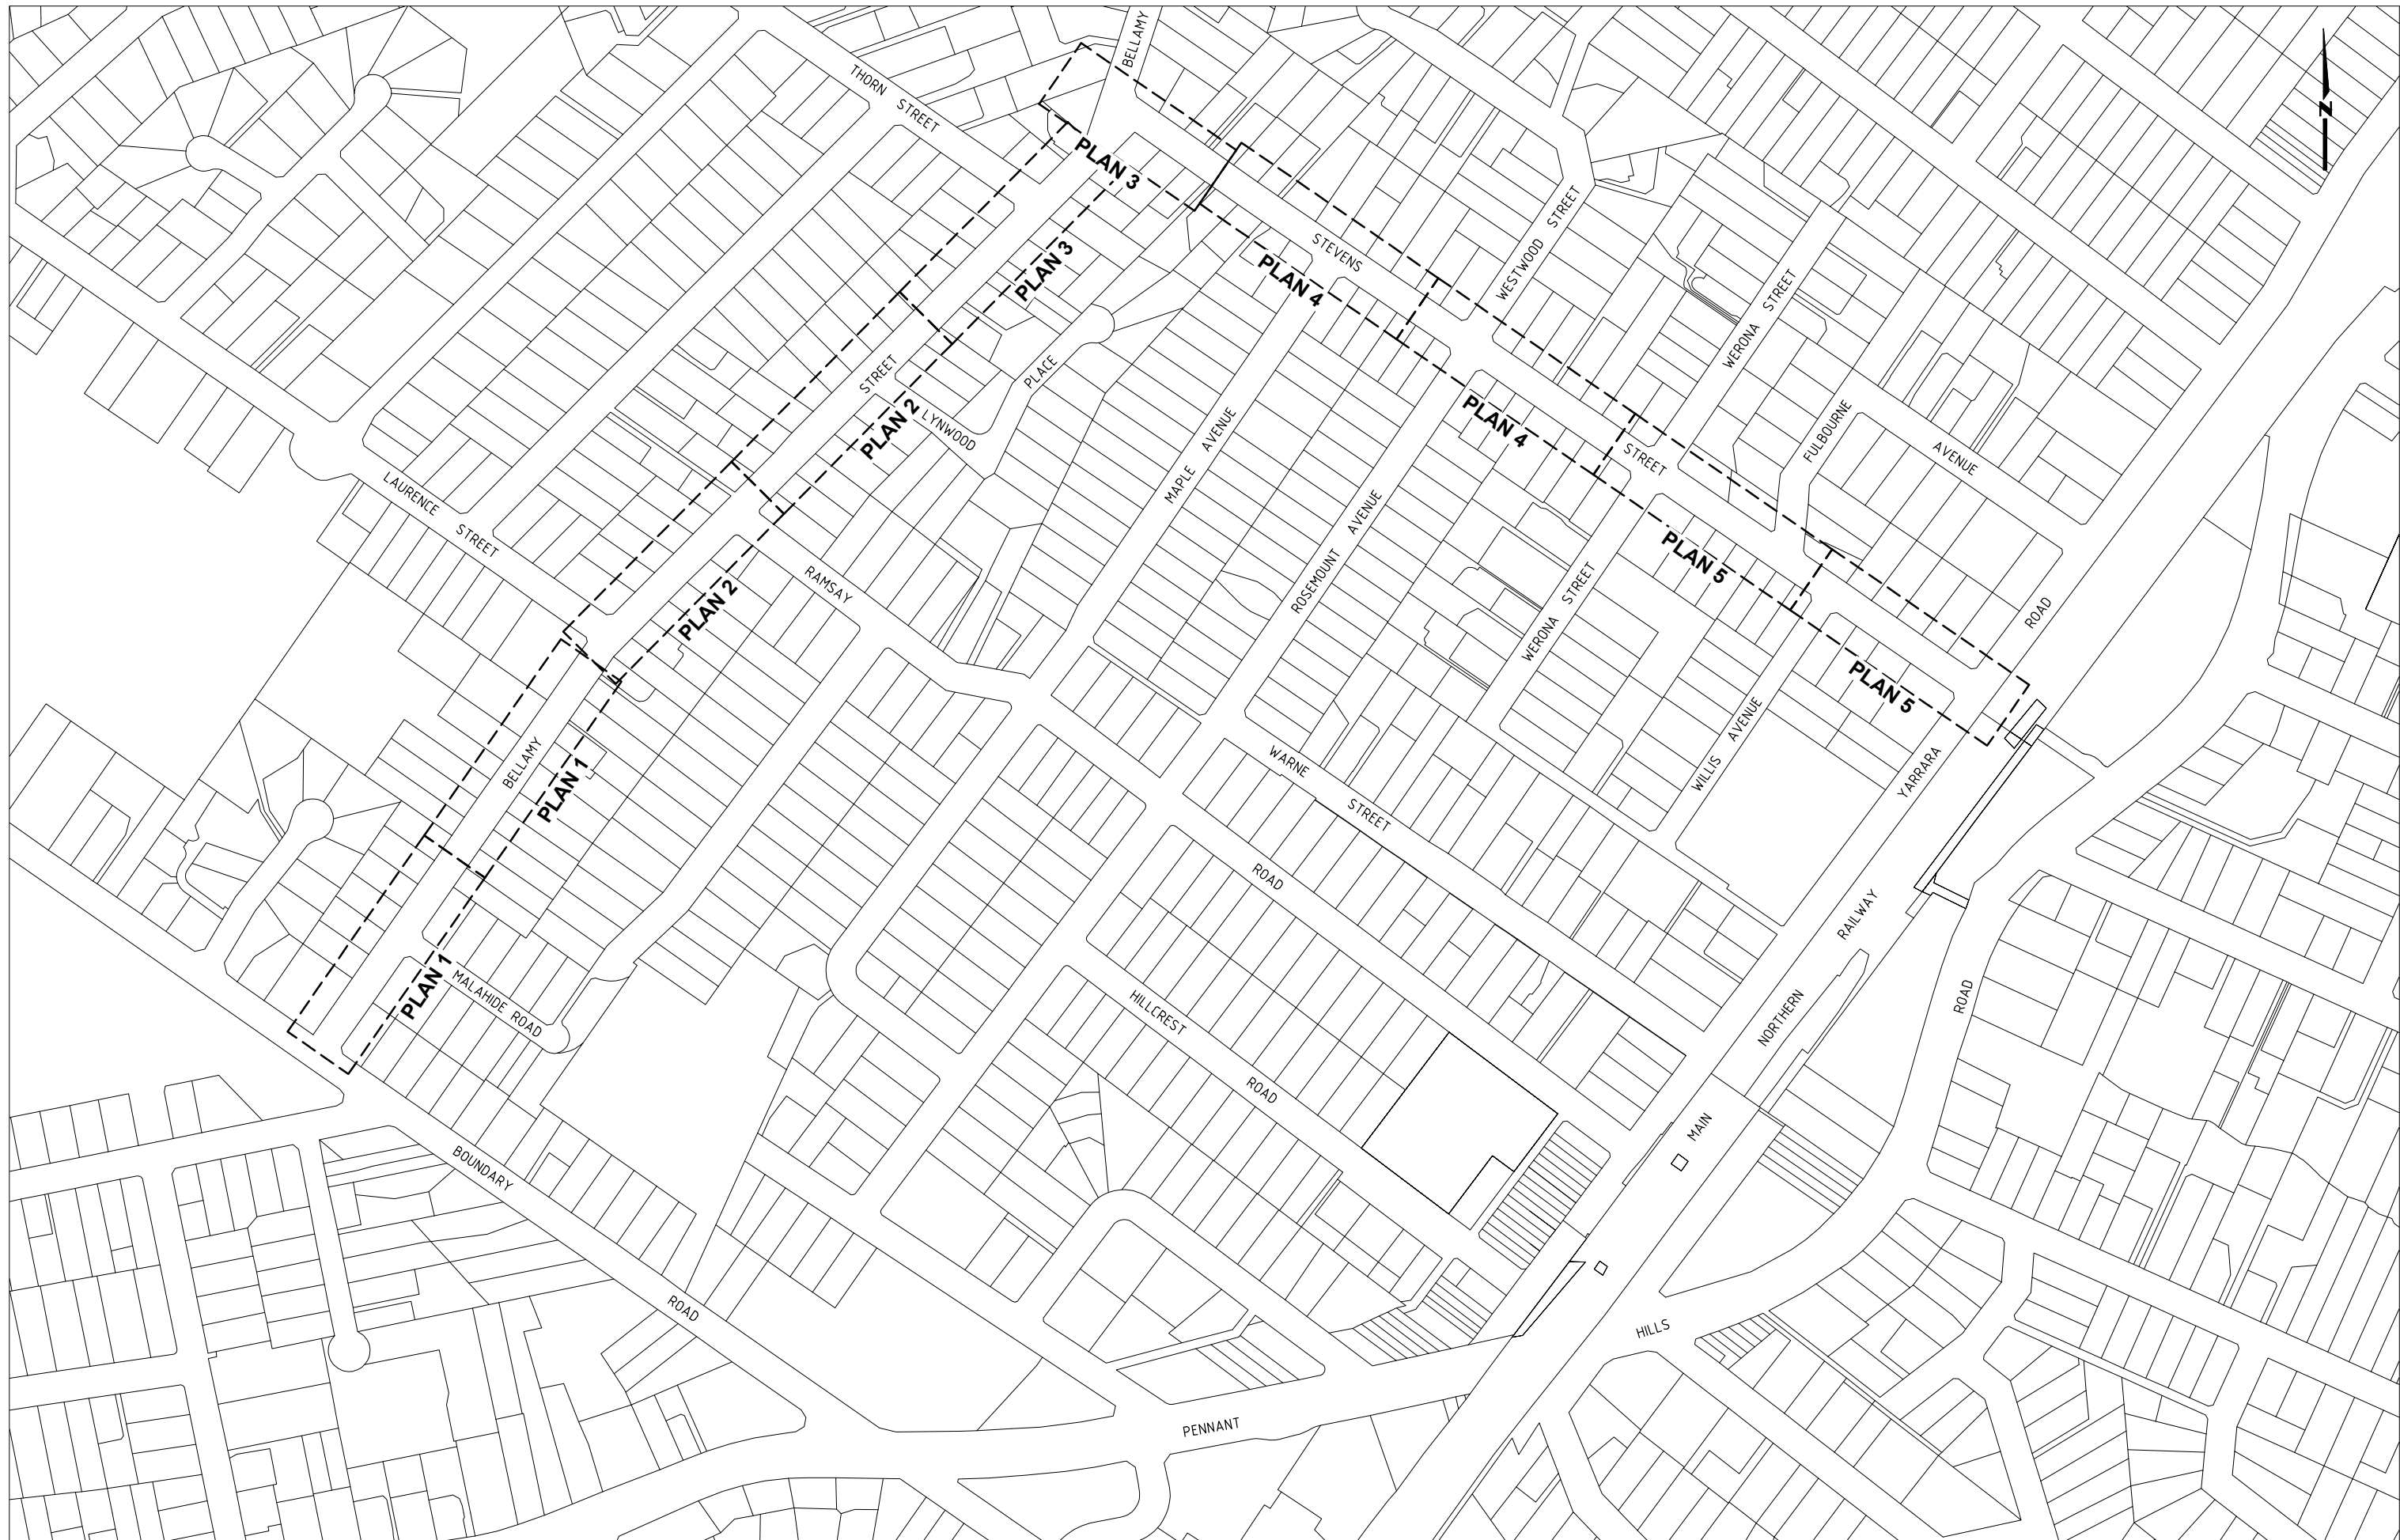 BELLAMY
THORN STREET
N
PLAN 3
STEVENS
WESTWOOD STREET
PLAN 3
PLAN 4
WERONA STREET
STREET
PLACE
PLAN 2
LYNWOOD
MAPLE AVENUE
PLAN 4
STREET
FULBOURNE
AVENUE
LAURENCE STREET
ROSEMOUNT AVENUE
PLAN 5
RAMSAY
PLAN 2
WERONA STREET
ROAD
PLAN 5
BELLAMY
PLAN 1
WARNE STREET
WILLIS AVENUE
YARRARA
ROAD
RAILWAY
PLAN 1
MALAHIDE ROAD
HILLCREST ROAD
NORTHERN
ROAD
MAIN
BOUNDARY ROAD
HILLS
PENNANT